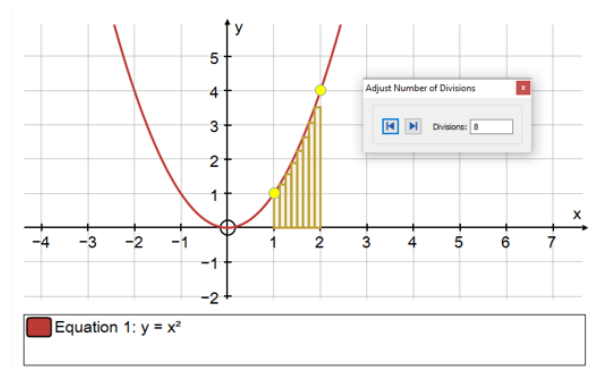 y
5
4
3
2
1
−4 −3 −2 −1 1 2 3 4 5 6 7
x
−1
−2
Adjust Number of Divisions
x
Divisions: 8
Equation 1: y = x²